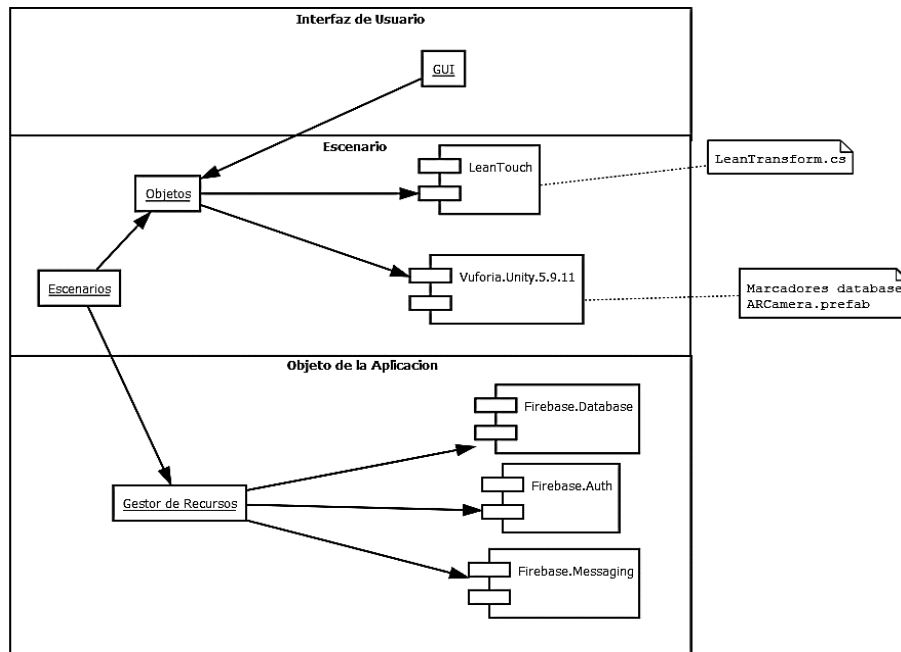 Interfaz de Usuario
GUI
Escenario
LeanTouch
LeanTransform.cs
Objetos
Escenarios
Vuforia.Unity.5.9.11
Marcadores database
ARCamera.prefab
Objeto de la Aplicacion
Firebase.Database
Firebase.Auth
Gestor de Recursos
Firebase.Messaging